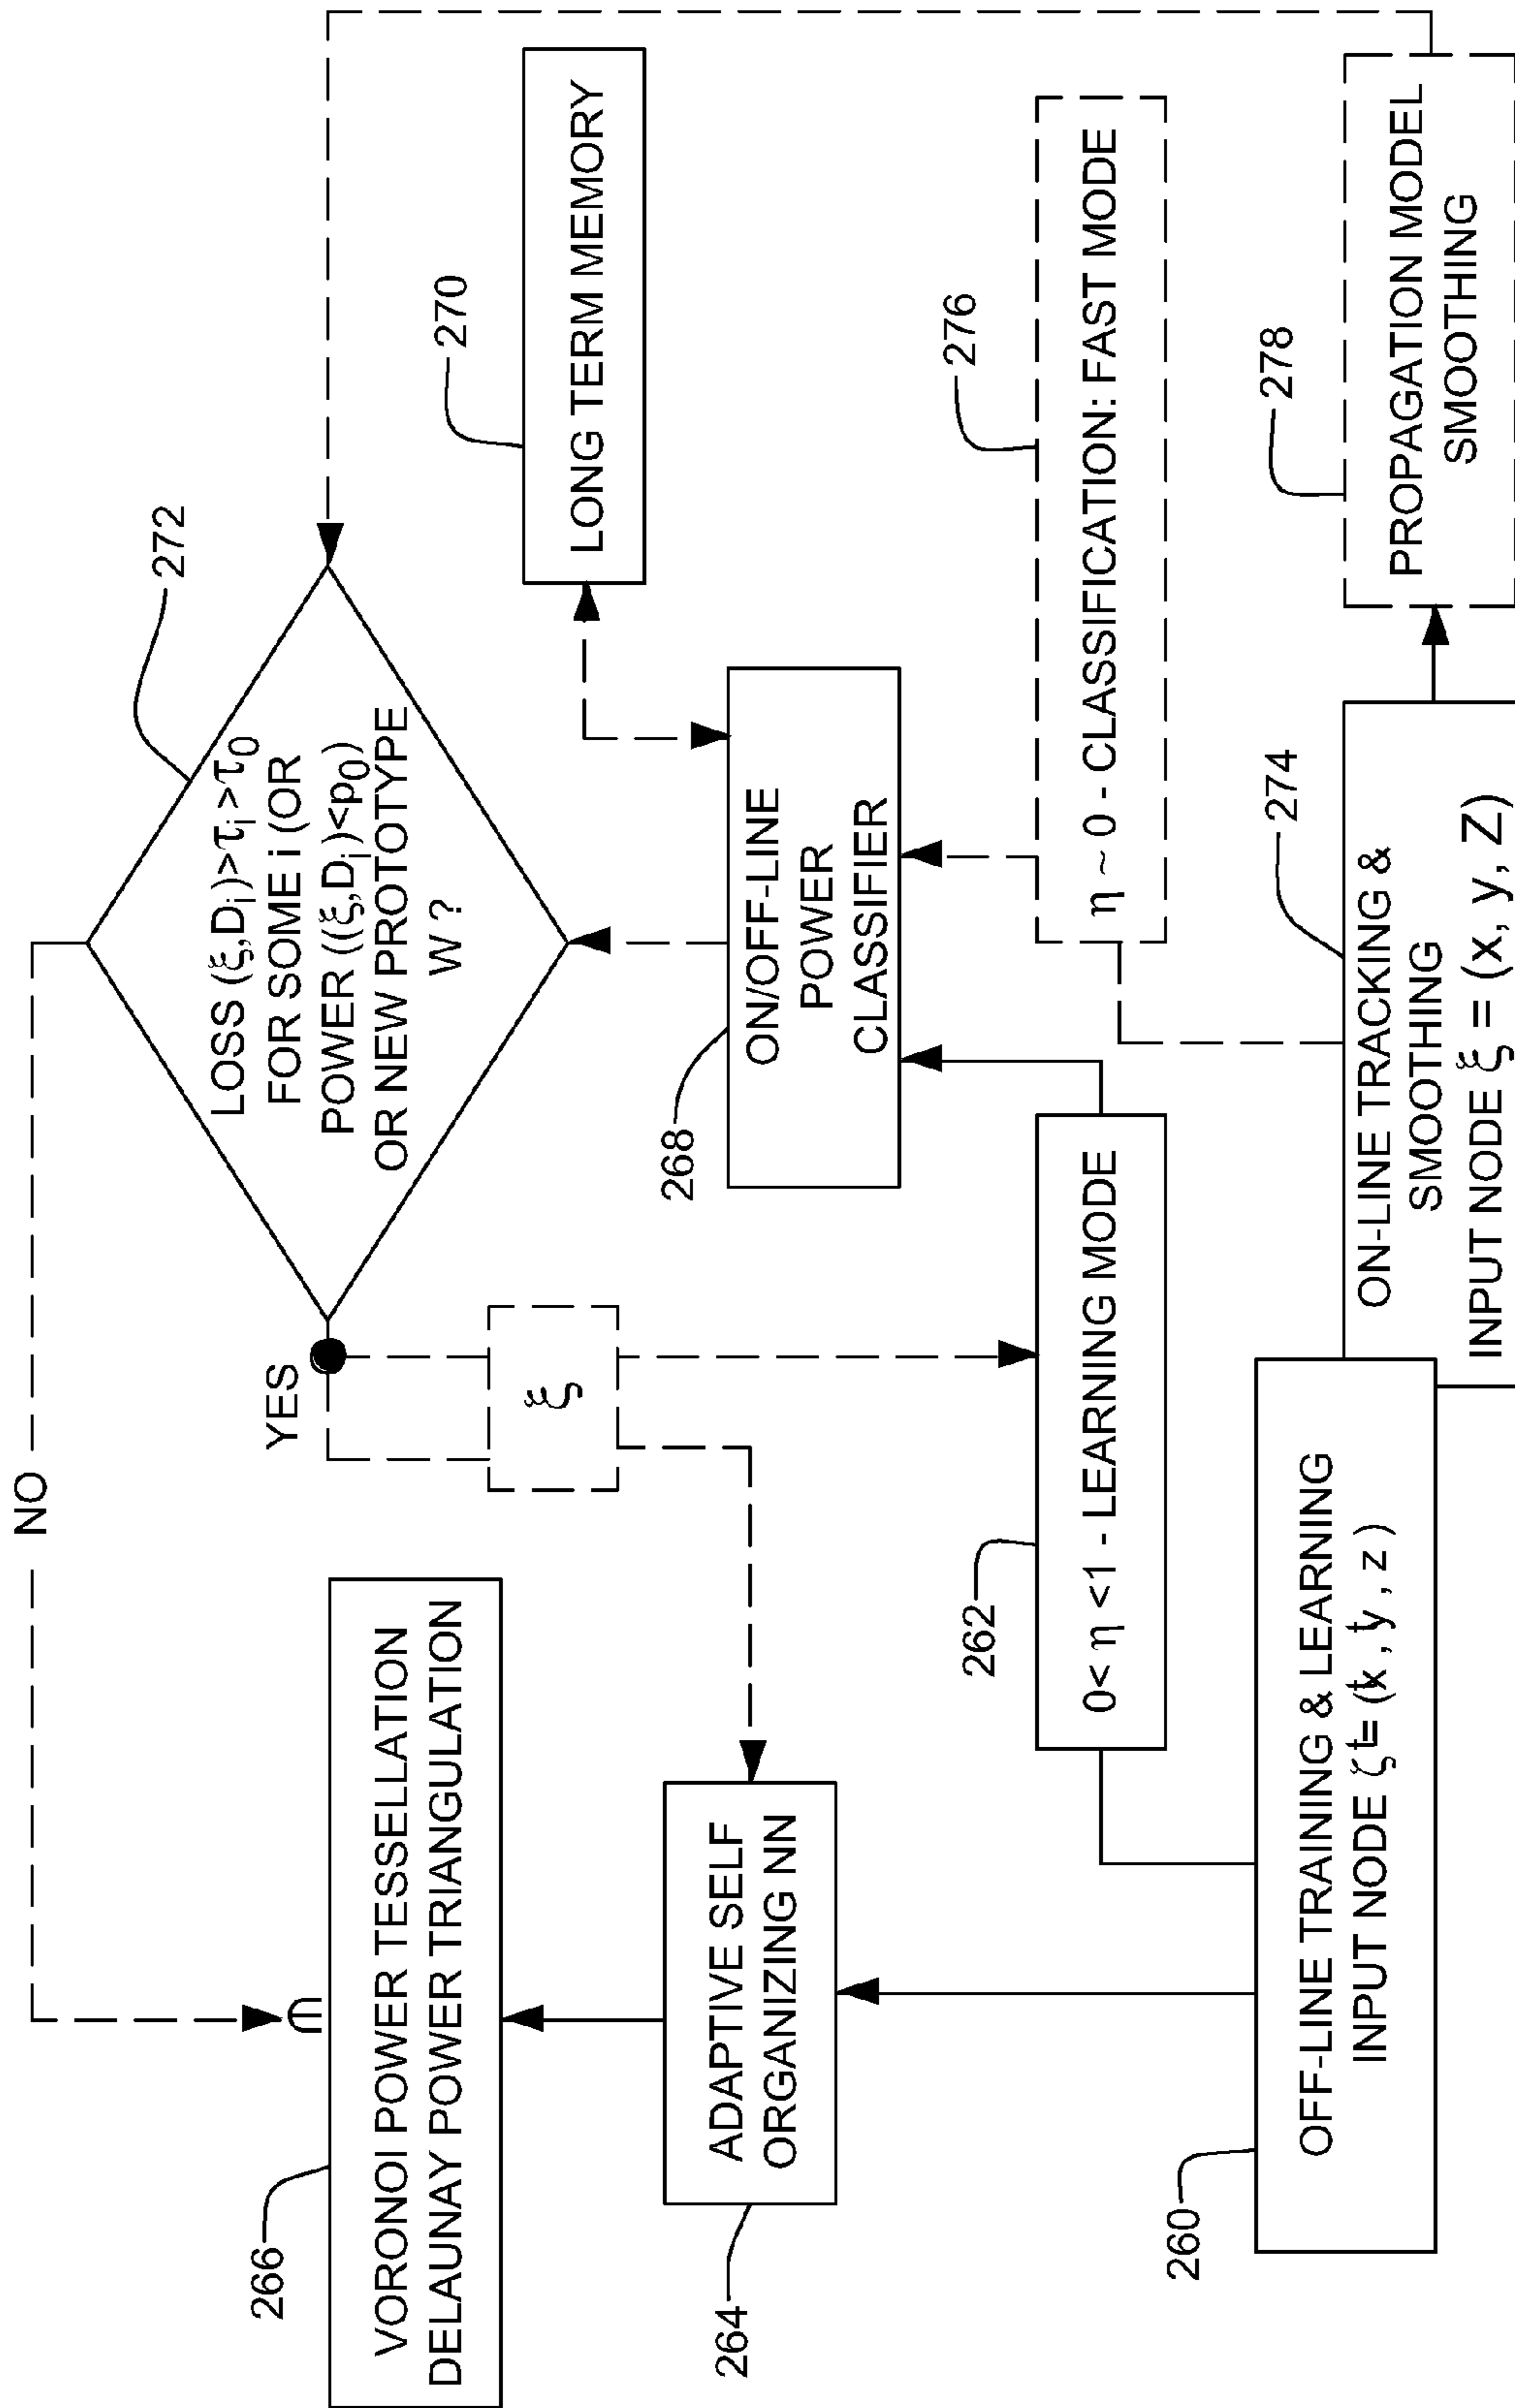 NO
272
LOSS (ξ,Dᵢ)>τᵢ>τ₀
FOR SOME i (OR
POWER ((ξ,Dᵢ)<p₀)
OR NEW PROTOTYPE
W ?
YES
ξ
266
∈
VORONOI POWER TESSELLATION
DELAUNAY POWER TRIANGULATION
270
LONG TERM MEMORY
264
ADAPTIVE SELF
ORGANIZING NN
268
ON/OFF-LINE
POWER
CLASSIFIER
262
0< η <1 - LEARNING MODE
276
η ~ 0 - CLASSIFICATION: FAST MODE
260
OFF-LINE TRAINING & LEARNING
INPUT NODE ζt= (tx , ty , z )
274
ON-LINE TRACKING &
SMOOTHING
INPUT NODE ξ = (x, y, Z)
278
PROPAGATION MODEL
SMOOTHING